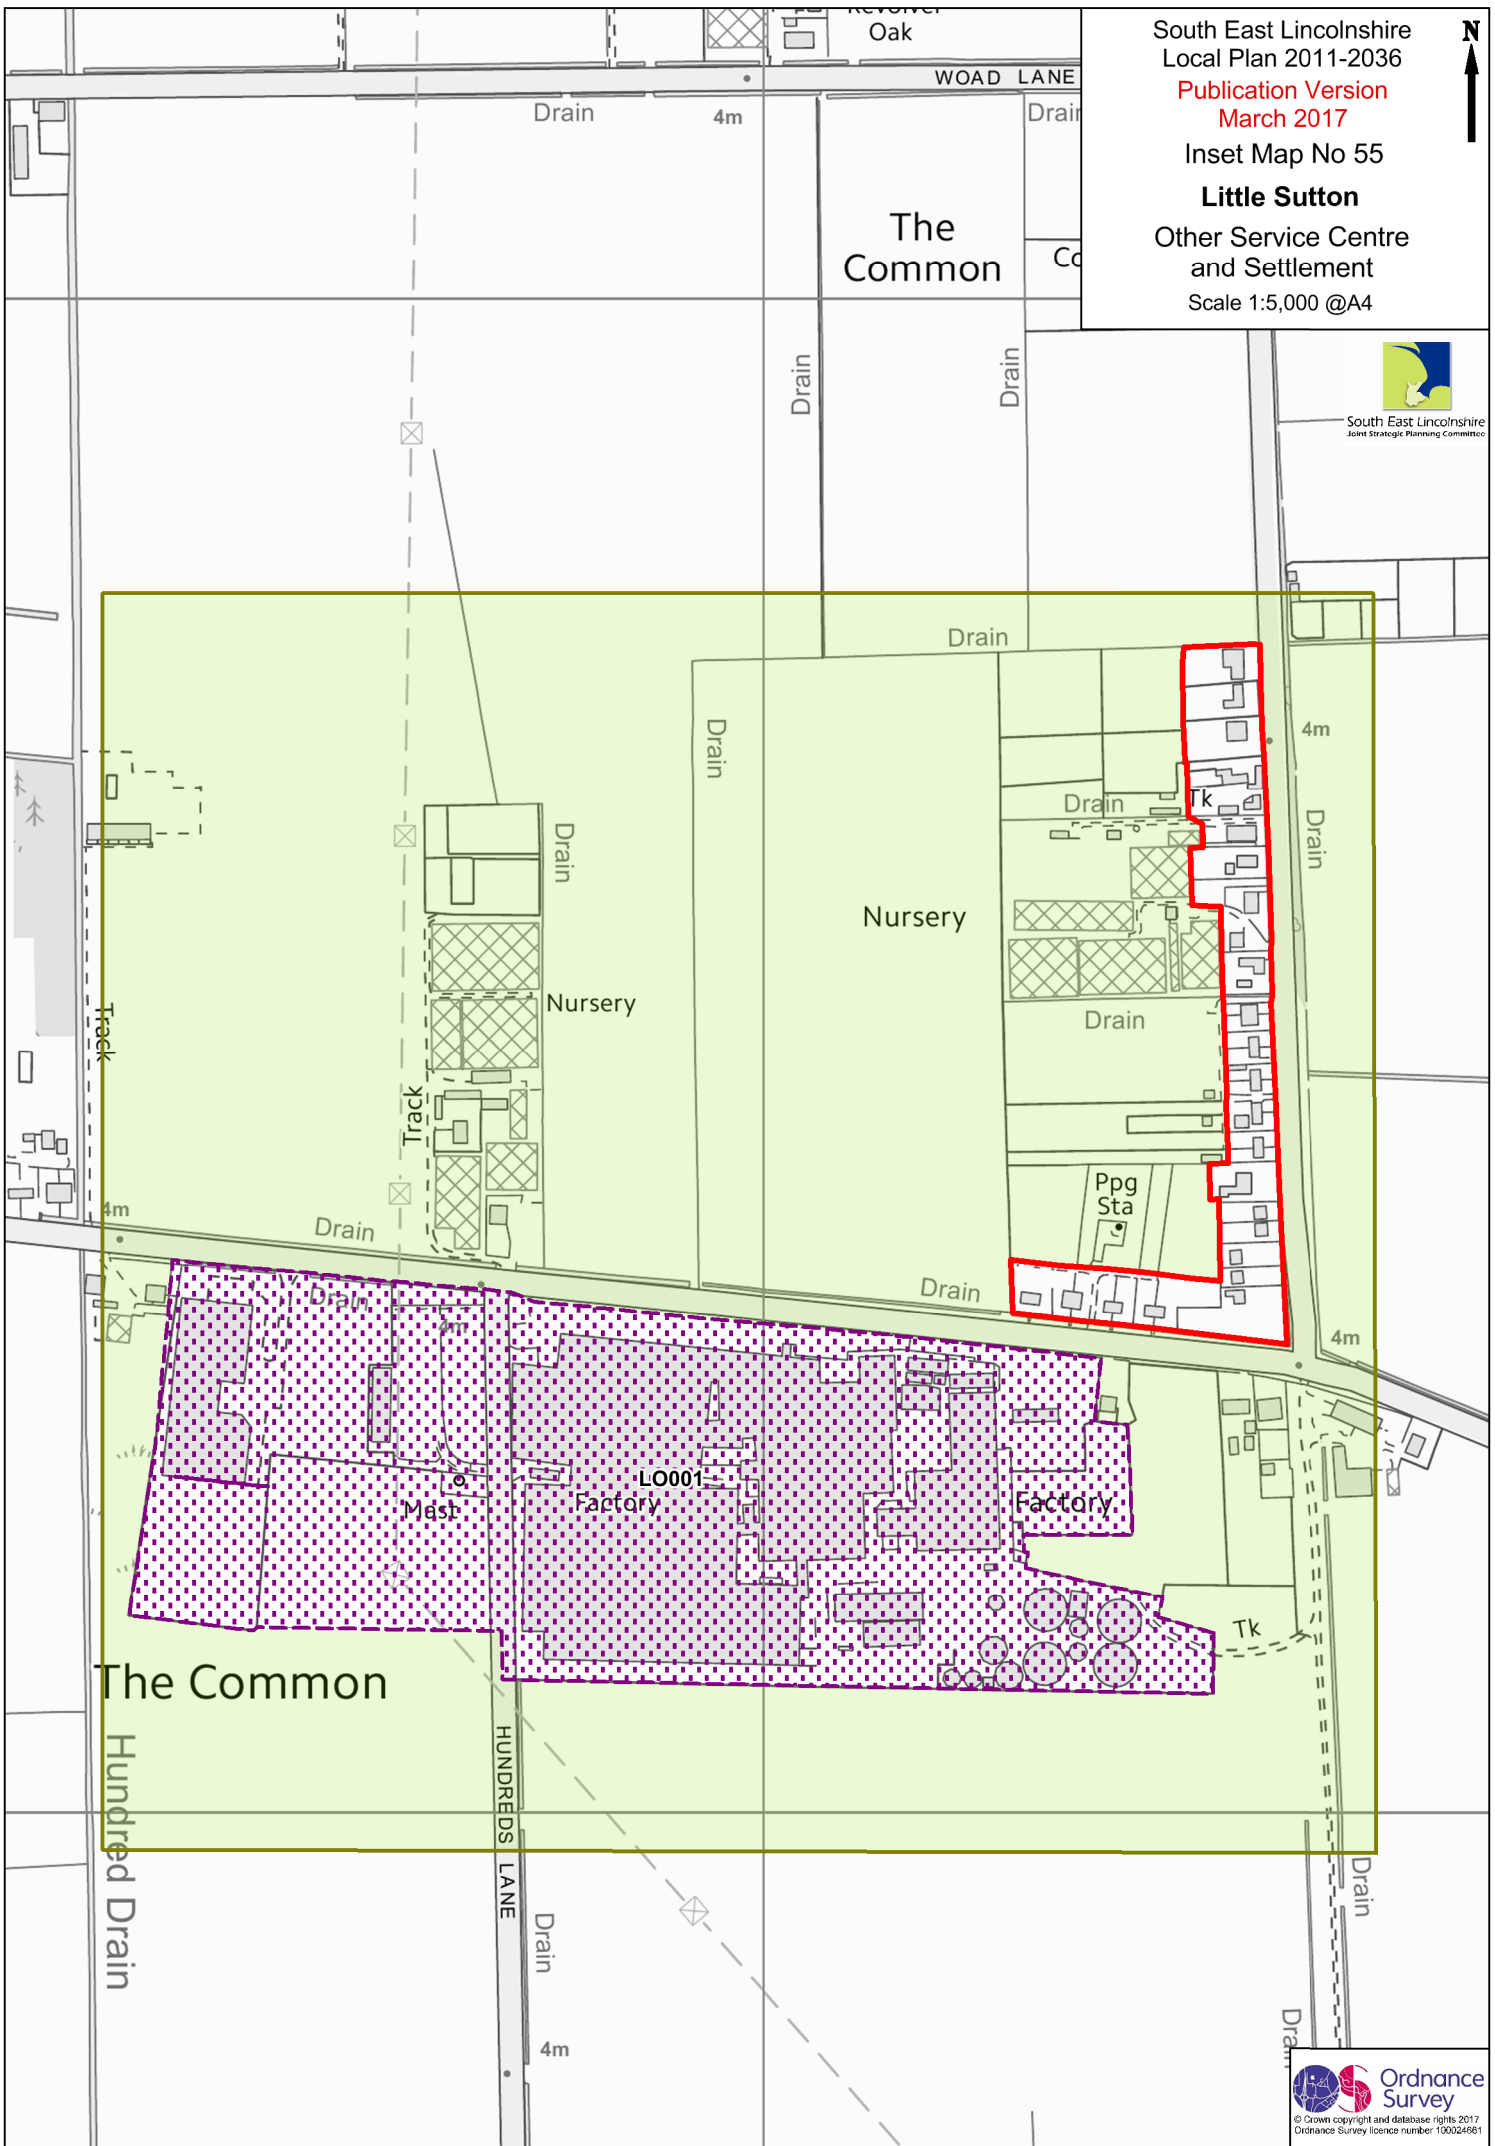 Oak
WOAD LANE
Drain
4m
South East Lincolnshire
Local Plan 2011-2036
Publication Version
March 2017
Inset Map No 55
Little Sutton
Other Service Centre
and Settlement
Scale 1:5,000 @A4
N
The
Common
Drain
Drain
South East Lincolnshire
Joint Strategic Planning Committee
Drain
Drain
4m
Drain
Tk
Drain
Drain
Nursery
Nursery
Drain
Track
Track
Ppg
Sta
4m
Drain
Drain
Drain
4m
4m
LO001
Factory
Factory
Mast
Tk
The Common
Hundred Drain
HUNDREDS LANE
Drain
Drain
4m
Ordnance
Survey
© Crown copyright and database rights 2017
Ordnance Survey licence number 100024661